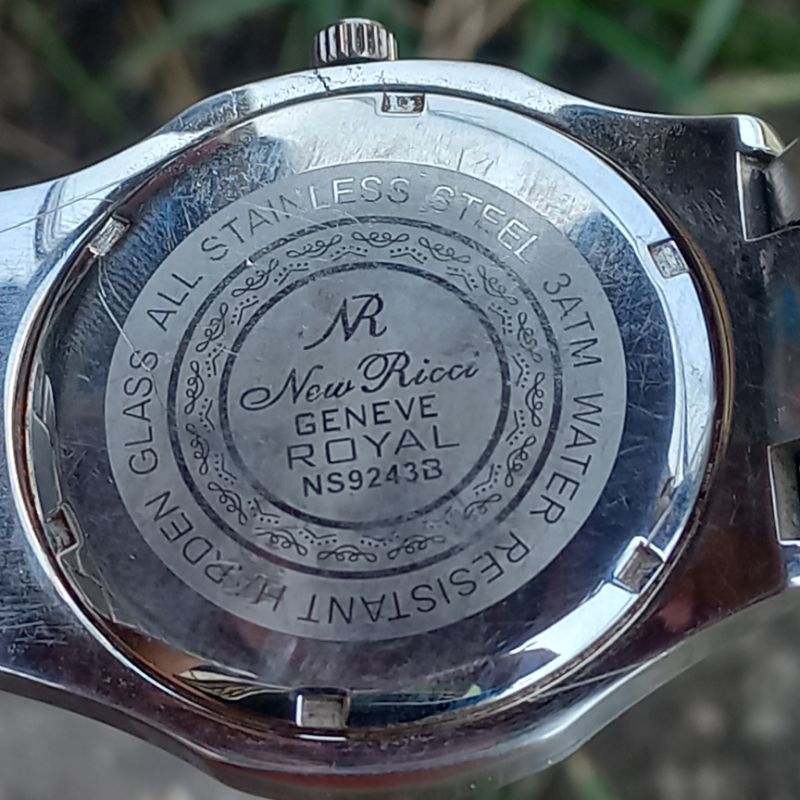 ALL STAINLESS STEEL 3ATM WATER RESISTANT HARDEN GLASS
NR
New Ricci
GENEVE
ROYAL
NS9243B